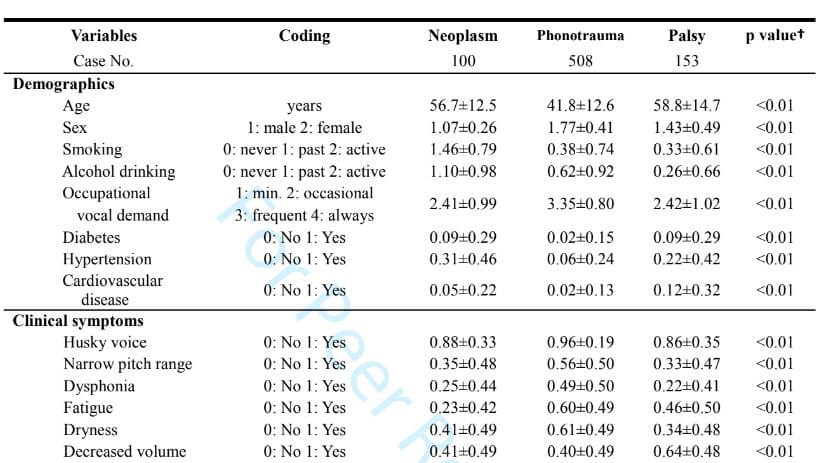 Variables Coding Neoplasm Phonotrauma Palsy p value†
Case No. 100 508 153
Demographics
Age years 56.7±12.5 41.8±12.6 58.8±14.7 <0.01
Sex 1: male 2: female 1.07±0.26 1.77±0.41 1.43±0.49 <0.01
Smoking 0: never 1: past 2: active 1.46±0.79 0.38±0.74 0.33±0.61 <0.01
Alcohol drinking 0: never 1: past 2: active 1.10±0.98 0.62±0.92 0.26±0.66 <0.01
Occupational 1: min. 2: occasional
2.41±0.99 3.35±0.80 2.42±1.02 <0.01
vocal demand 3: frequent 4: always
Diabetes 0: No 1: Yes 0.09±0.29 0.02±0.15 0.09±0.29 <0.01
Hypertension 0: No 1: Yes 0.31±0.46 0.06±0.24 0.22±0.42 <0.01
Cardiovascular
0: No 1: Yes 0.05±0.22 0.02±0.13 0.12±0.32 <0.01
disease
Clinical symptoms
Husky voice 0: No 1: Yes 0.88±0.33 0.96±0.19 0.86±0.35 <0.01
Narrow pitch range 0: No 1: Yes 0.35±0.48 0.56±0.50 0.33±0.47 <0.01
Dysphonia 0: No 1: Yes 0.25±0.44 0.49±0.50 0.22±0.41 <0.01
Fatigue 0: No 1: Yes 0.23±0.42 0.60±0.49 0.46±0.50 <0.01
Dryness 0: No 1: Yes 0.41±0.49 0.61±0.49 0.34±0.48 <0.01
Decreased volume 0: No 1: Yes 0.41±0.49 0.40±0.49 0.64±0.48 <0.01
For Peer